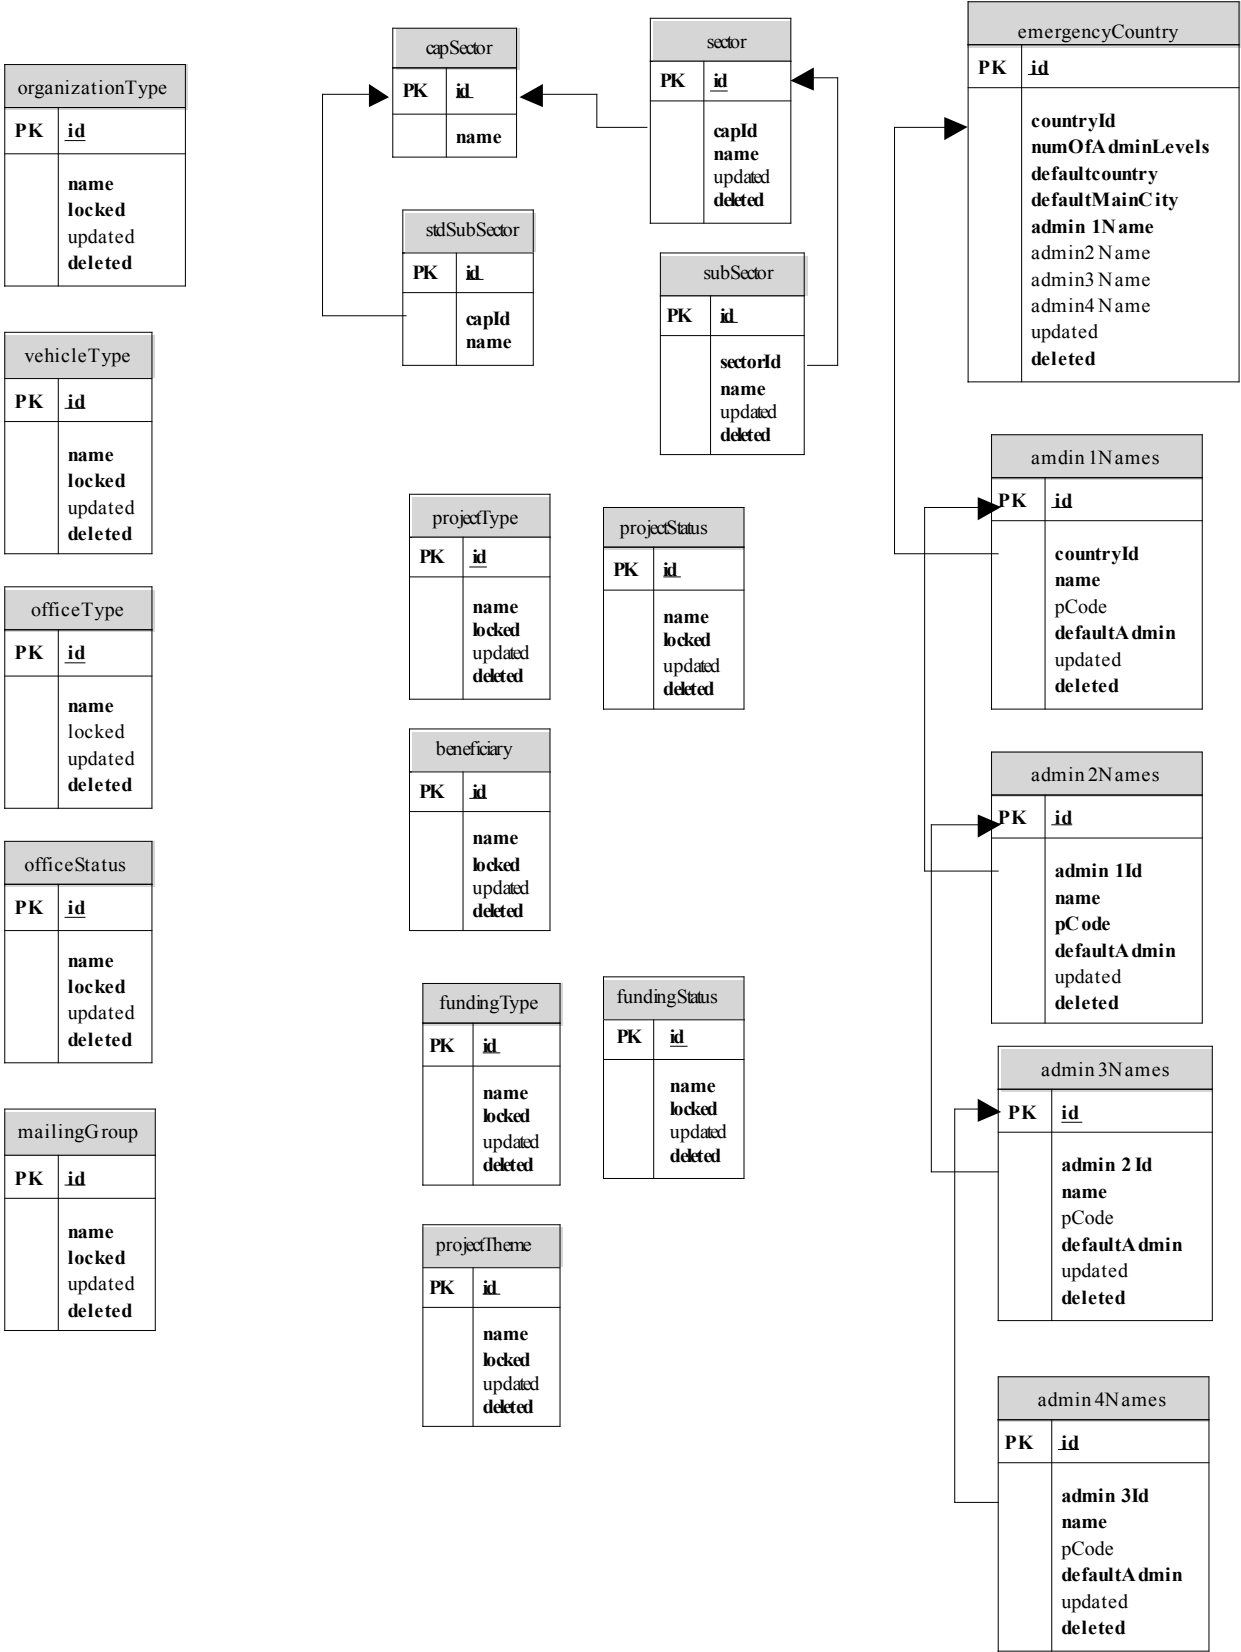 organizationType
PK id
name
locked
updated
deleted
vehicleType
PK id
name
locked
updated
deleted
officeType
PK id
name
locked
updated
deleted
officeStatus
PK id
name
locked
updated
deleted
mailingGroup
PK id
name
locked
updated
deleted
capSector
PK id
name
stdSubSector
PK id
capId
name
sector
PK id
capId
name
updated
deleted
subSector
PK id
sectorId
name
updated
deleted
projectType
PK id
name
locked
updated
deleted
projectStatus
PK id
name
locked
updated
deleted
beneficiary
PK id
name
locked
updated
deleted
fundingType
PK id
name
locked
updated
deleted
fundingStatus
PK id
name
locked
updated
deleted
projectTheme
PK id
name
locked
updated
deleted
emergencyCountry
PK id
countryId
numOfAdminLevels
defaultcountry
defaultMainCity
admin 1Name
admin2 Name
admin3 Name
admin4 Name
updated
deleted
amdin 1Names
PK id
countryId
name
pCode
defaultAdmin
updated
deleted
admin 2Names
PK id
admin 1Id
name
pCode
defaultAdmin
updated
deleted
admin 3Names
PK id
admin 2 Id
name
pCode
defaultAdmin
updated
deleted
admin 4Names
PK id
admin 3Id
name
pCode
defaultAdmin
updated
deleted